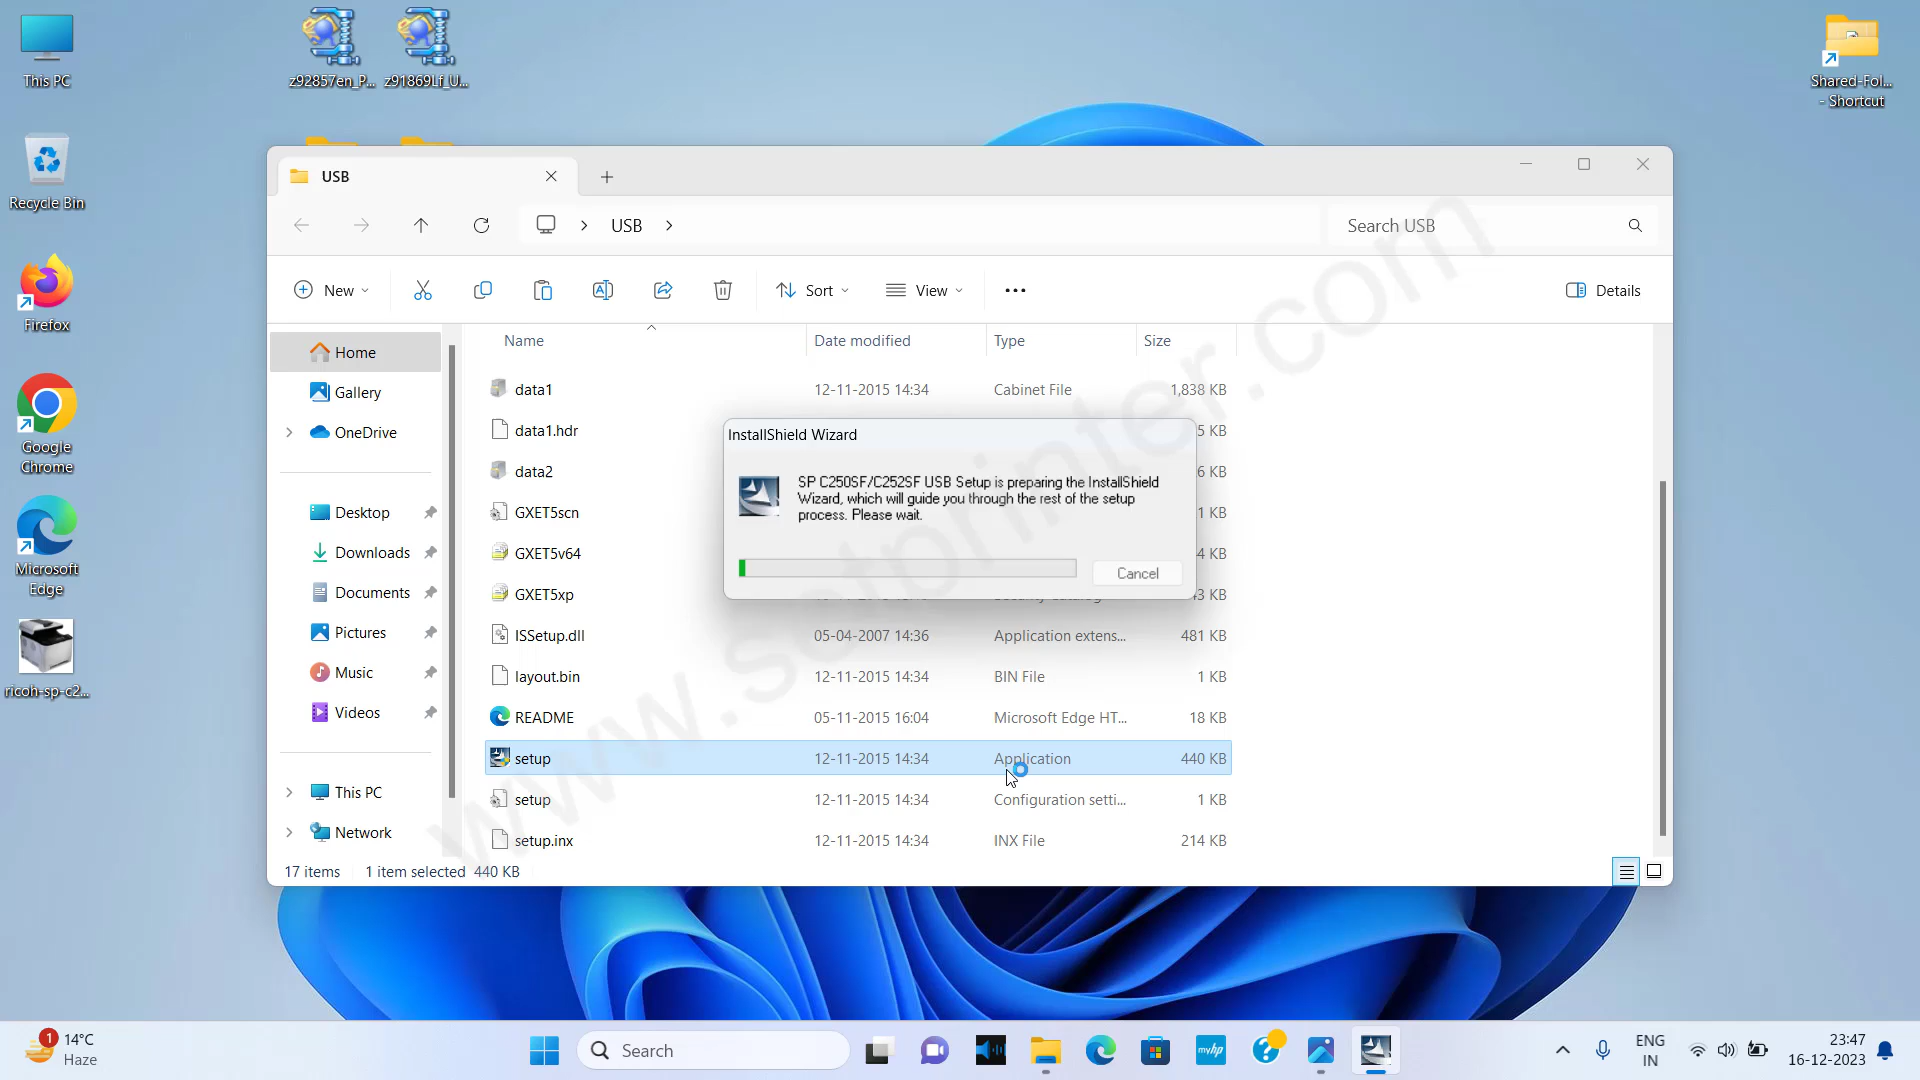 This PC
z92857en_P...
z91869Lf_U...
Shared-Fol...
- Shortcut
Recycle Bin
Firefox
Google
Chrome
Microsoft
Edge
ricoh-sp-c2...
USB
USB
Search USB
New
Sort
View
Details
Home
Gallery
OneDrive
Desktop
Downloads
Documents
Pictures
Music
Videos
This PC
Network
Name Date modified Type Size
data1 12-11-2015 14:34 Cabinet File 1,838 KB
data1.hdr 5 KB
data2 6 KB
GXET5scn 1 KB
GXET5v64 4 KB
GXET5xp 43 KB
ISSetup.dll 05-04-2007 14:36 Application extens... 481 KB
layout.bin 12-11-2015 14:34 BIN File 1 KB
README 05-11-2015 16:04 Microsoft Edge HT... 18 KB
setup 12-11-2015 14:34 Application 440 KB
setup 12-11-2015 14:34 Configuration setti... 1 KB
setup.inx 12-11-2015 14:34 INX File 214 KB
InstallShield Wizard
SP C250SF/C252SF USB Setup is preparing the InstallShield
Wizard, which will guide you through the rest of the setup
process. Please wait.
Cancel
17 items 1 item selected 440 KB
1
14°C
Haze
Search
myhp
ENG
IN
23:47
16-12-2023